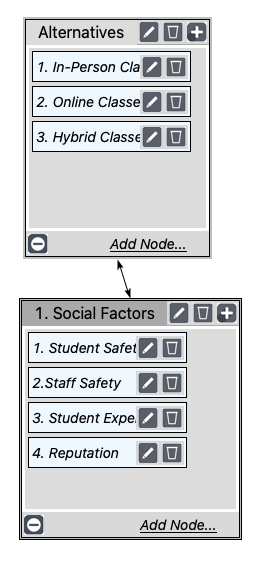 Alternatives
1. In-Person Cla
2. Online Classe
3. Hybrid Classe
Add Node...
1. Social Factors
1. Student Safet
2.Staff Safety
3. Student Expe
4. Reputation
Add Node...